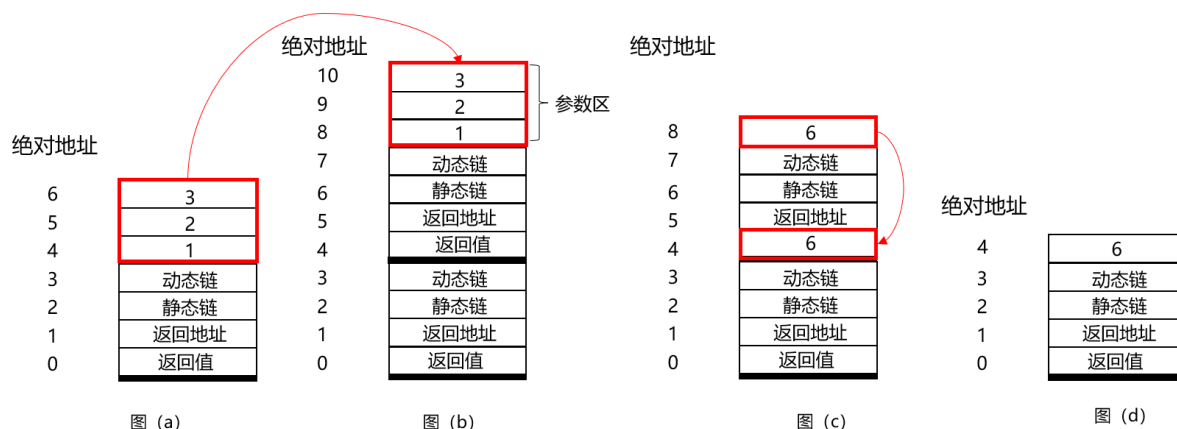 绝对地址
6 3
5 2
4 1
3 动态链
2 静态链
1 返回地址
0 返回值
图（a）
绝对地址
10 3
9 2
8 1
参数区
7 动态链
6 静态链
5 返回地址
4 返回值
3 动态链
2 静态链
1 返回地址
0 返回值
图（b）
绝对地址
8 6
7 动态链
6 静态链
5 返回地址
4 6
3 动态链
2 静态链
1 返回地址
0 返回值
图（c）
绝对地址
4 6
3 动态链
2 静态链
1 返回地址
0 返回值
图（d）